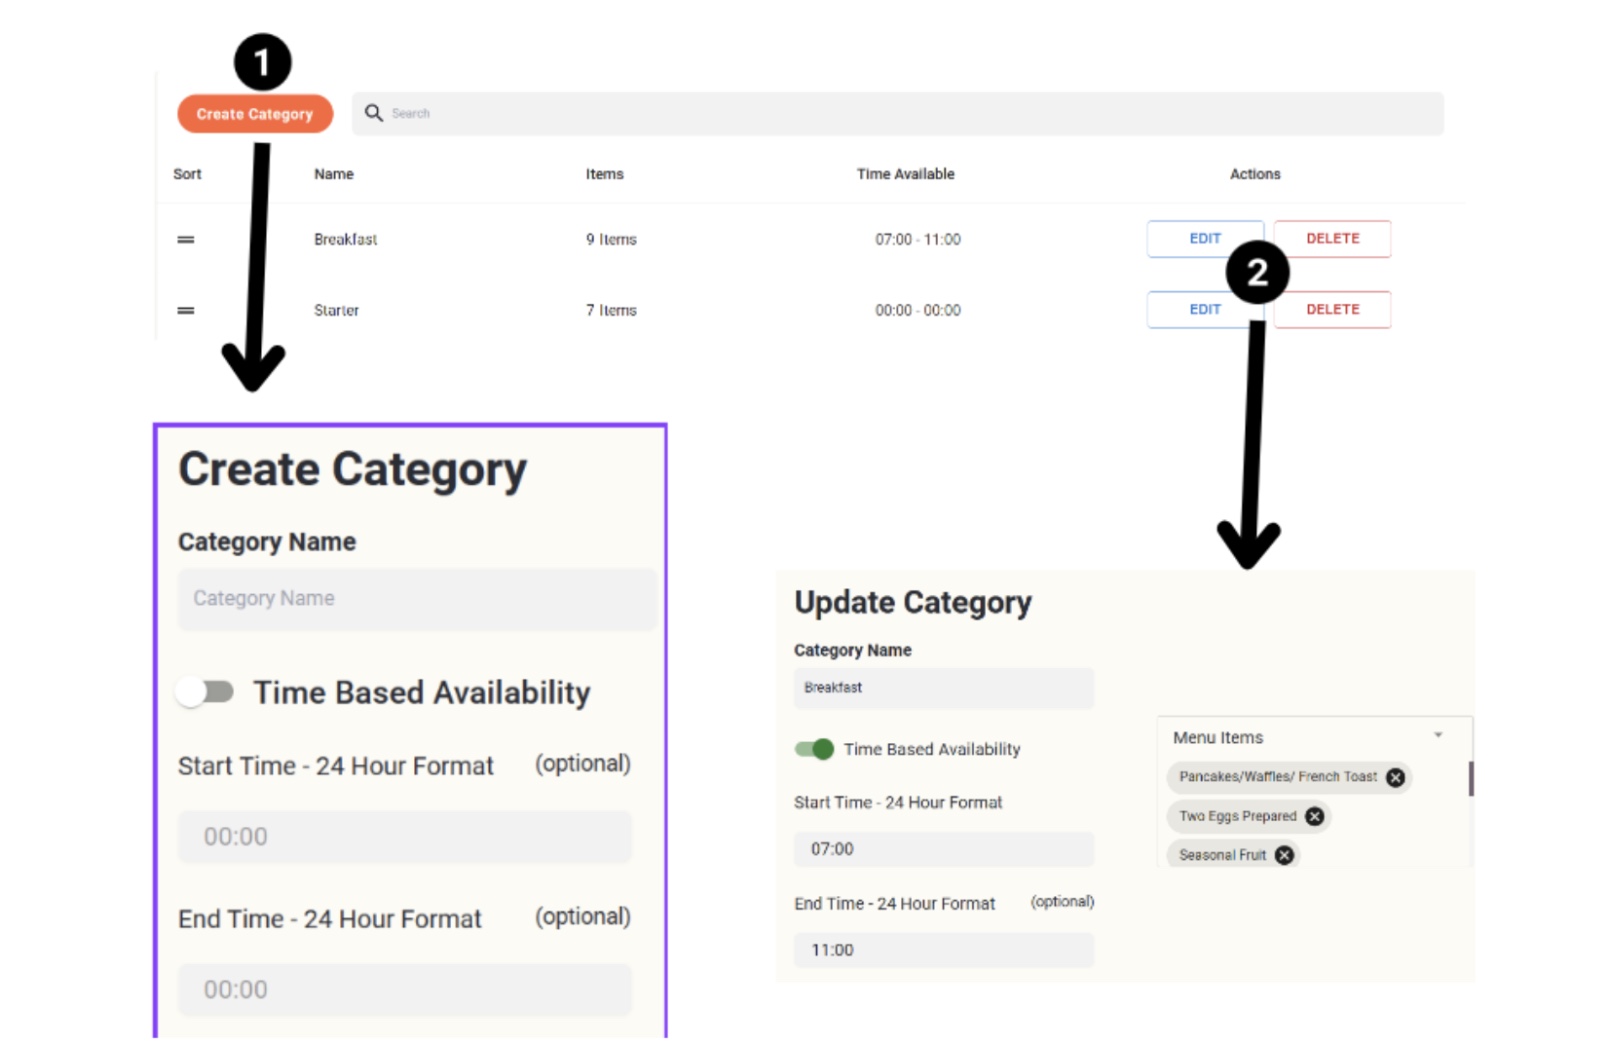 1
Create Category
Search
Sort Name Items Time Available Actions
Breakfast 9 Items 07:00 - 11:00 EDIT DELETE
2
Starter 7 Items 00:00 - 00:00 EDIT DELETE
Create Category
Category Name
Category Name
Time Based Availability
Start Time - 24 Hour Format (optional)
00:00
End Time - 24 Hour Format (optional)
00:00
Update Category
Category Name
Breakfast
Time Based Availability
Start Time - 24 Hour Format
07:00
End Time - 24 Hour Format (optional)
11:00
Menu Items
Pancakes/Waffles/ French Toast
Two Eggs Prepared
Seasonal Fruit